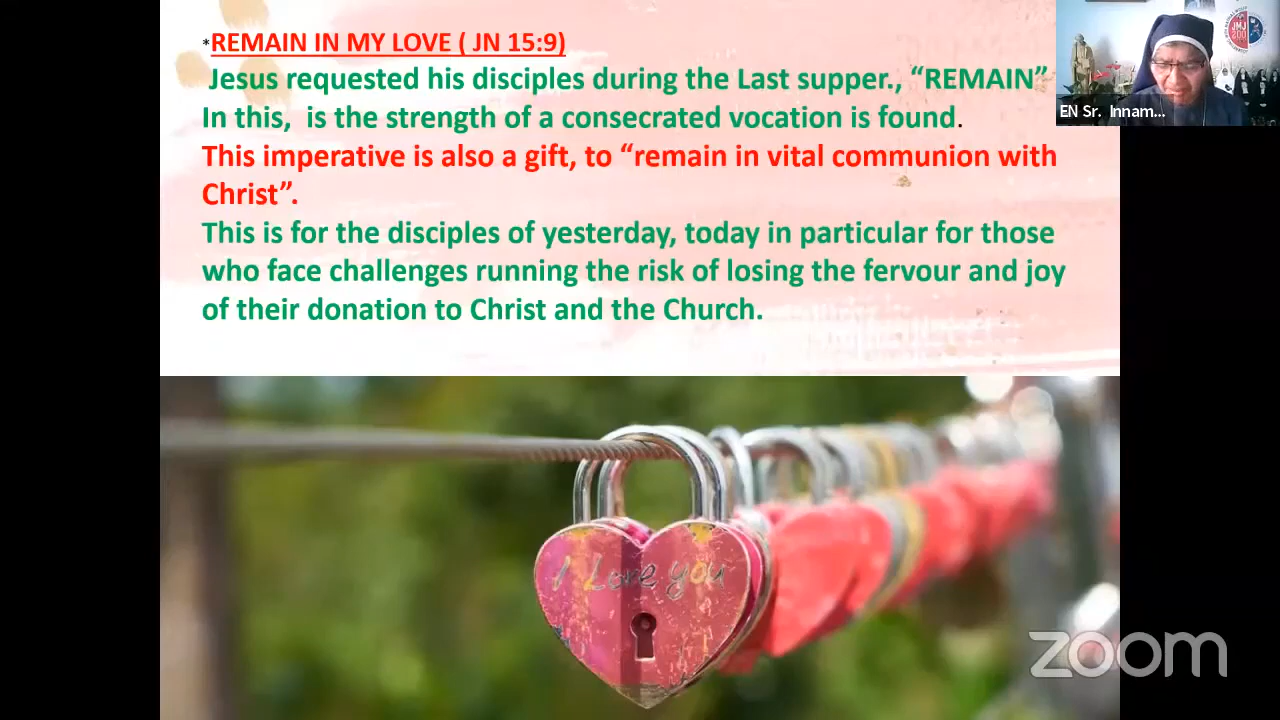 *REMAIN IN MY LOVE ( JN 15:9)
Jesus requested his disciples during the Last supper., “REMAIN”
In this,  is the strength of a consecrated vocation is found.
This imperative is also a gift, to “remain in vital communion with
Christ”.
This is for the disciples of yesterday, today in particular for those
who face challenges running the risk of losing the fervour and joy
of their donation to Christ and the Church.
EN Sr.  Innam...
I Love you
zoom